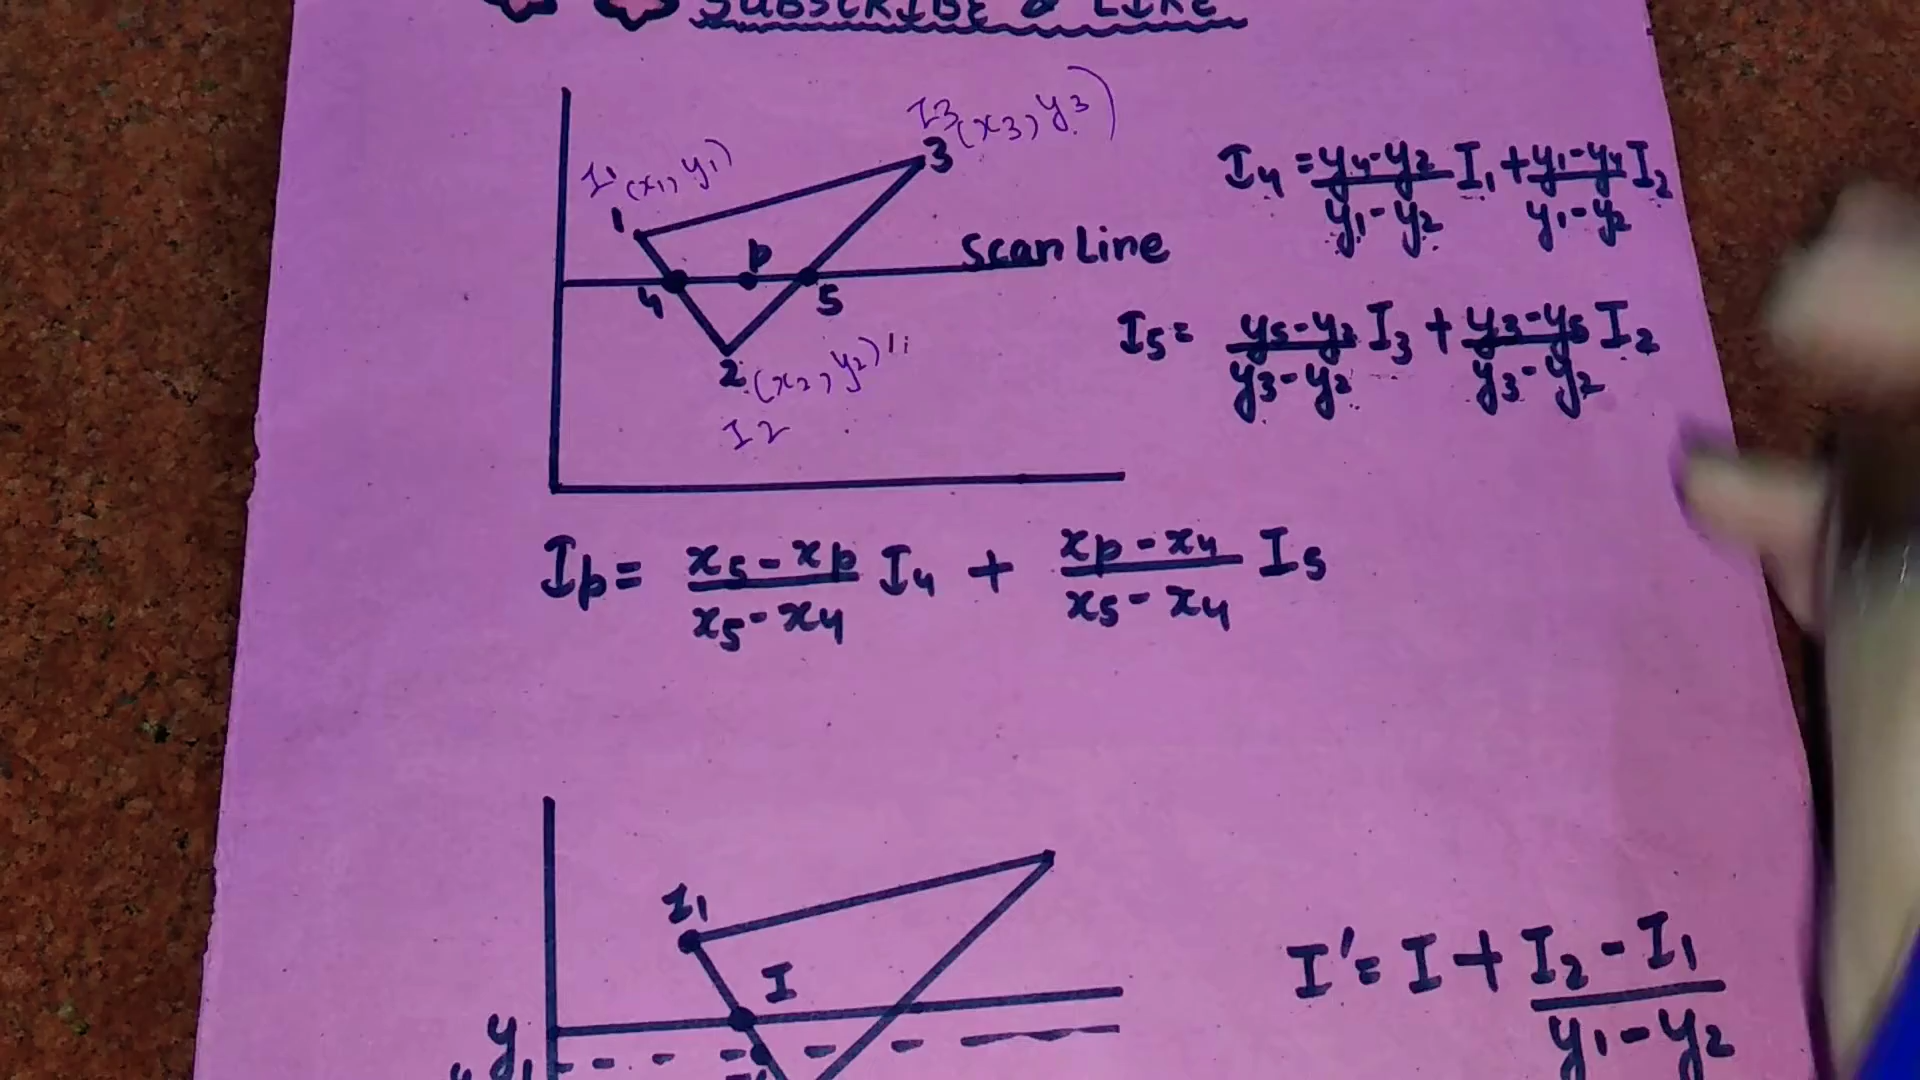 SUBSCRIBE & LIKE
I3 (x3, y3)
3
I1 (x1, y1)
1
P
Scan Line
4
5
2 (x2, y2)
I2
I4 = y4-y2/y1-y2 I1 + y1-y4/y1-y2 I2
I5 = y5-y2/y3-y2 I3 + y3-y5/y3-y2 I2
Ip = x5-xp/x5-x4 I4 + xp-x4/x5-x4 I5
I1
I
y
I' = I + I2-I1/y1-y2